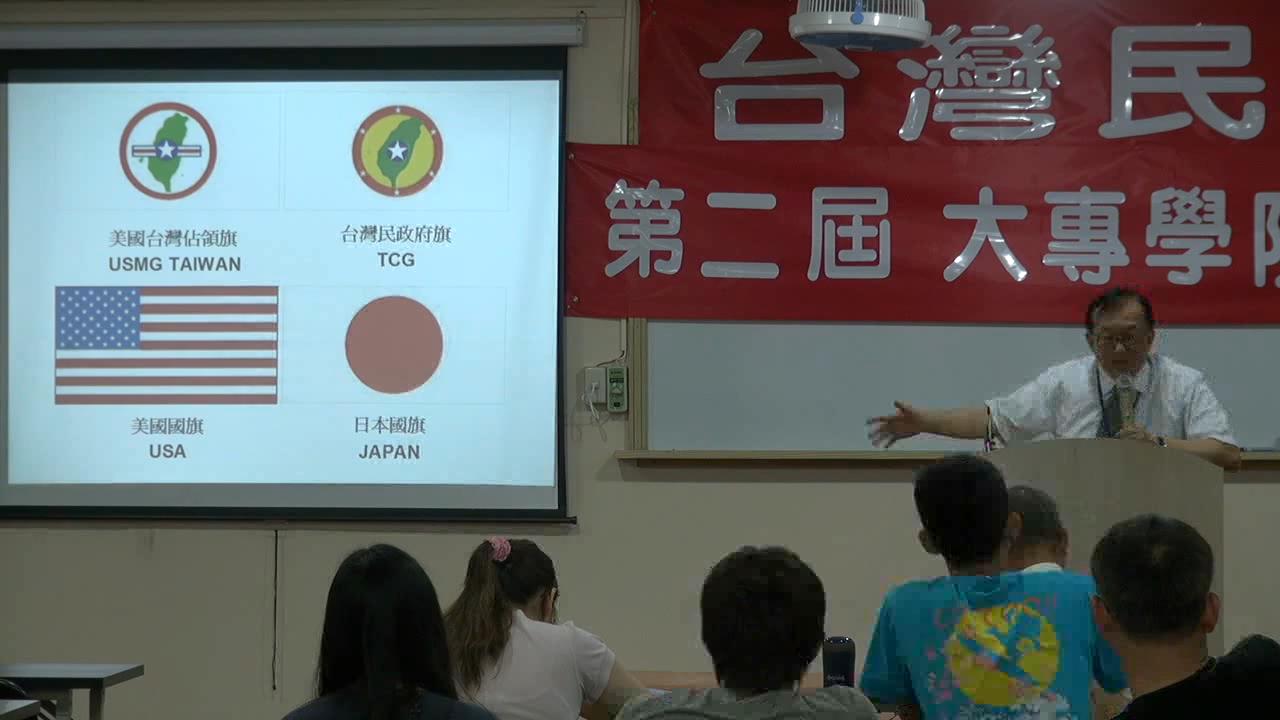 美國台灣佔領旗
USMG TAIWAN
台灣民政府旗
TCG
美國國旗
USA
日本國旗
JAPAN
台灣民
第二屆 大專學